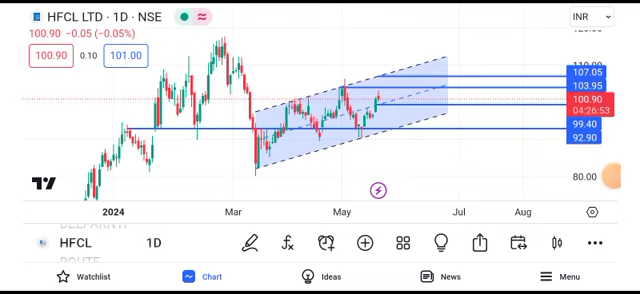 HFCL LTD · 1D · NSE
INR
100.90 −0.05 (−0.05%)
100.90 0.10 101.00
110.00
107.05
103.95
100.90
04:26:53
99.40
92.90
80.00
2024 Mar May Jul Aug
HFCL 1D
Watchlist Chart Ideas News Menu